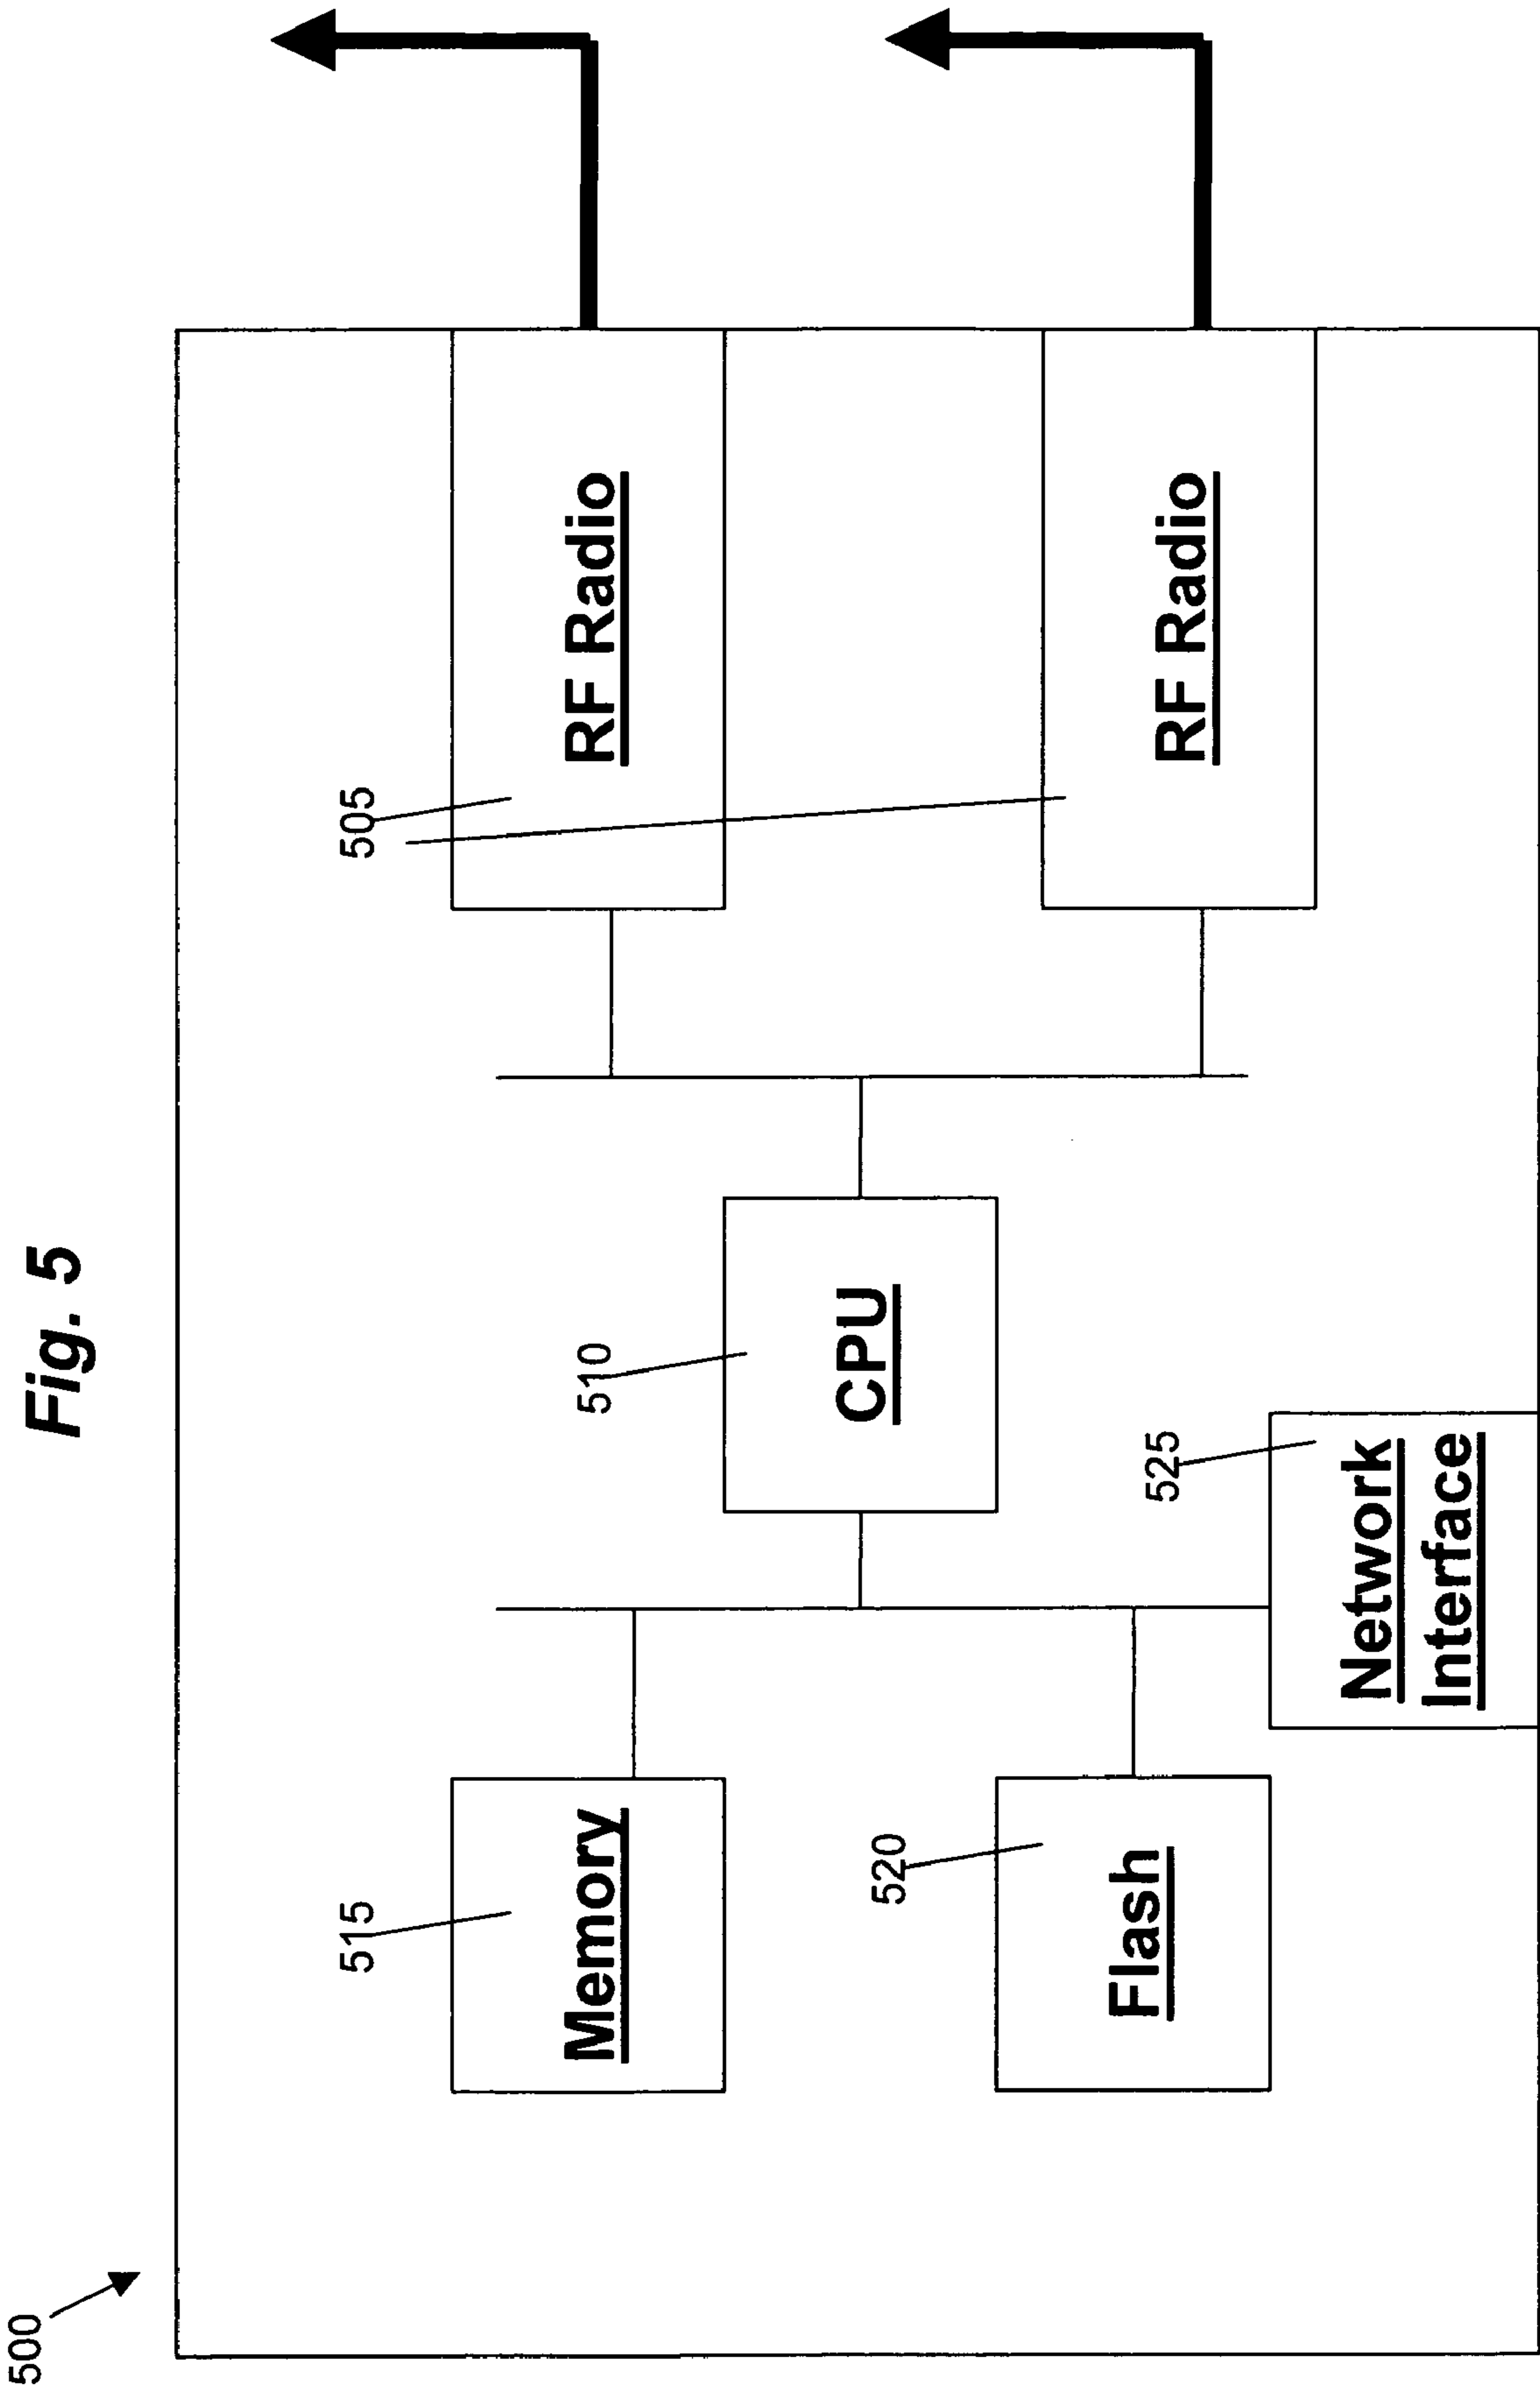 Fig. 5
500
515
Memory
520
Flash
510
CPU
525
Network
Interface
505
RF Radio
RF Radio